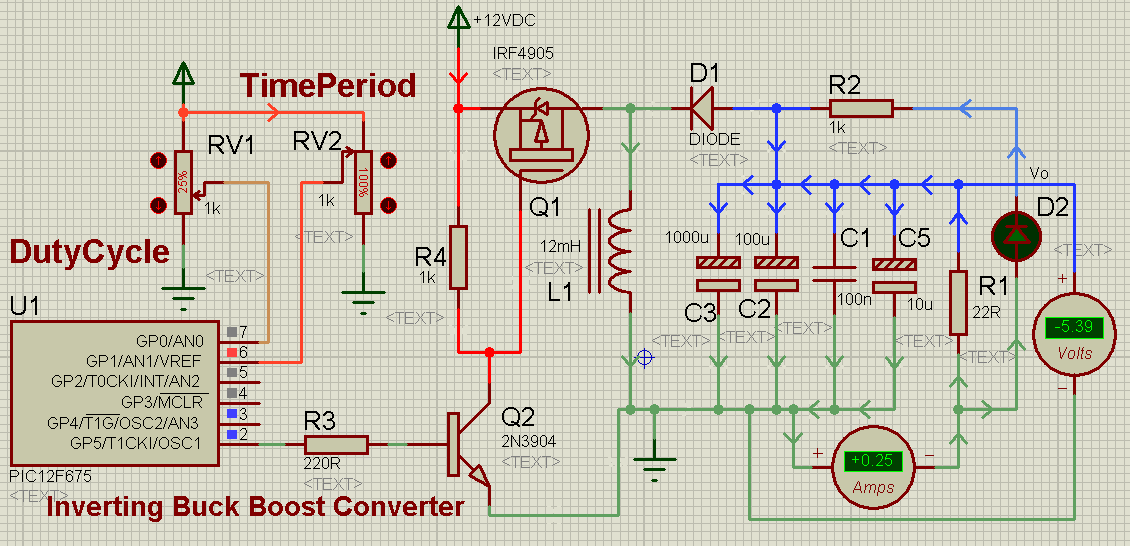 +12VDC
IRF4905
<TEXT>
TimePeriod
D1
R2
DIODE
<TEXT>
1k
<TEXT>
RV1
RV2
25%
100%
1k
1k
<TEXT>
Q1
Vo
D2
<TEXT>
DutyCycle
<TEXT>
R4
1k
<TEXT>
12mH
<TEXT>
L1
1000u
100u
C1
C5
C3
C2
100n
10u
<TEXT>
<TEXT>
<TEXT>
<TEXT>
R1
22R
<TEXT>
+
-5.39
Volts
−
U1
GP0/AN0
7
GP1/AN1/VREF
6
GP2/T0CKI/INT/AN2
5
GP3/MCLR
4
GP4/T1G/OSC2/AN3
3
GP5/T1CKI/OSC1
2
PIC12F675
<TEXT>
R3
220R
<TEXT>
Q2
2N3904
<TEXT>
+
+0.25
−
Amps
Inverting Buck Boost Converter